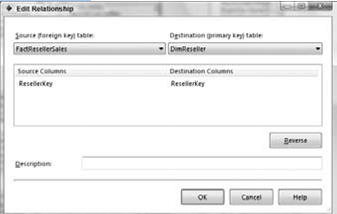 Edit Relationship
Source (foreign key) table:
Destination (primary key) table:
FactResellerSales
DimReseller
Source Columns
Destination Columns
ResellerKey
ResellerKey
Reverse
Description:
OK
Cancel
Help